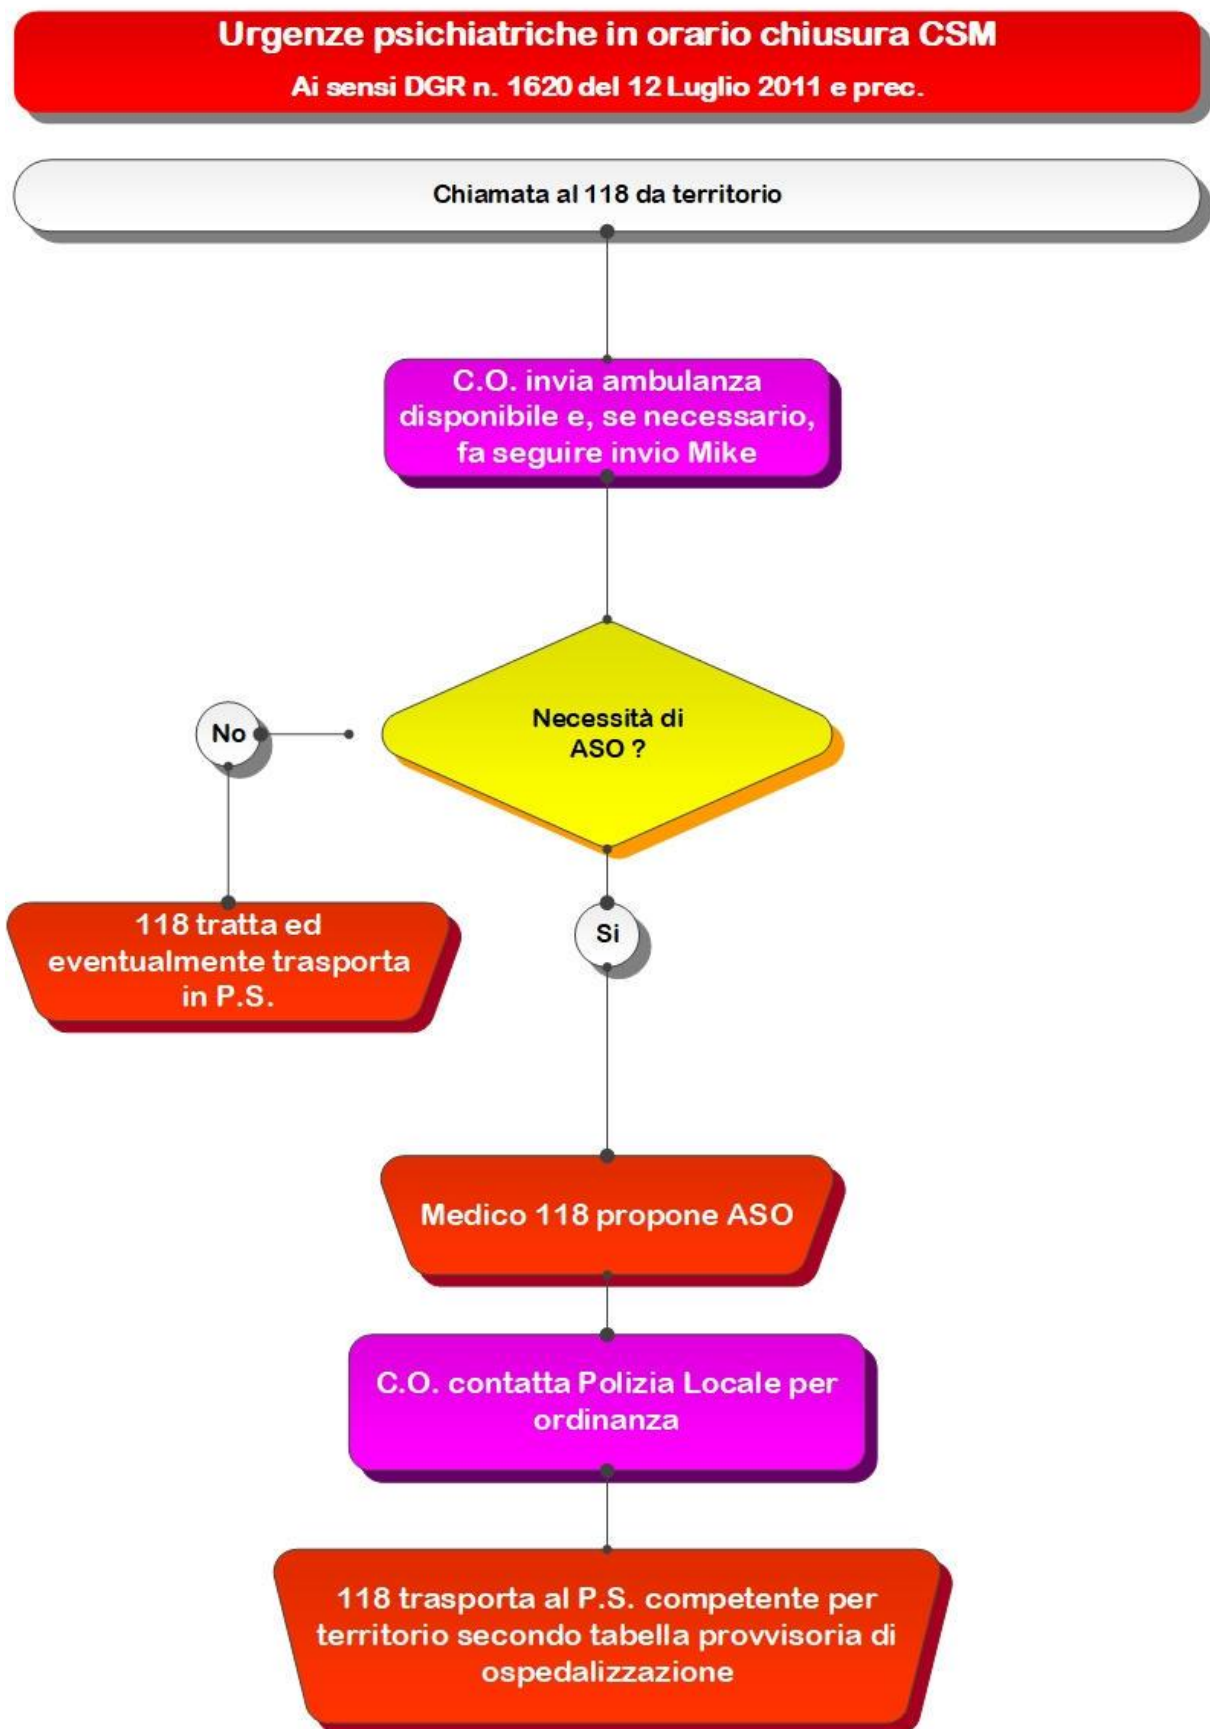 Urgenze psichiatriche in orario chiusura CSM
Ai sensi DGR n. 1620 del 12 Luglio 2011 e prec.
Chiamata al 118 da territorio
C.O. invia ambulanza
disponibile e, se necessario,
fa seguire invio Mike
Necessità di
ASO ?
No
118 tratta ed
eventualmente trasporta
in P.S.
Si
Medico 118 propone ASO
C.O. contatta Polizia Locale per
ordinanza
118 trasporta al P.S. competente per
territorio secondo tabella provvisoria di
ospedalizzazione